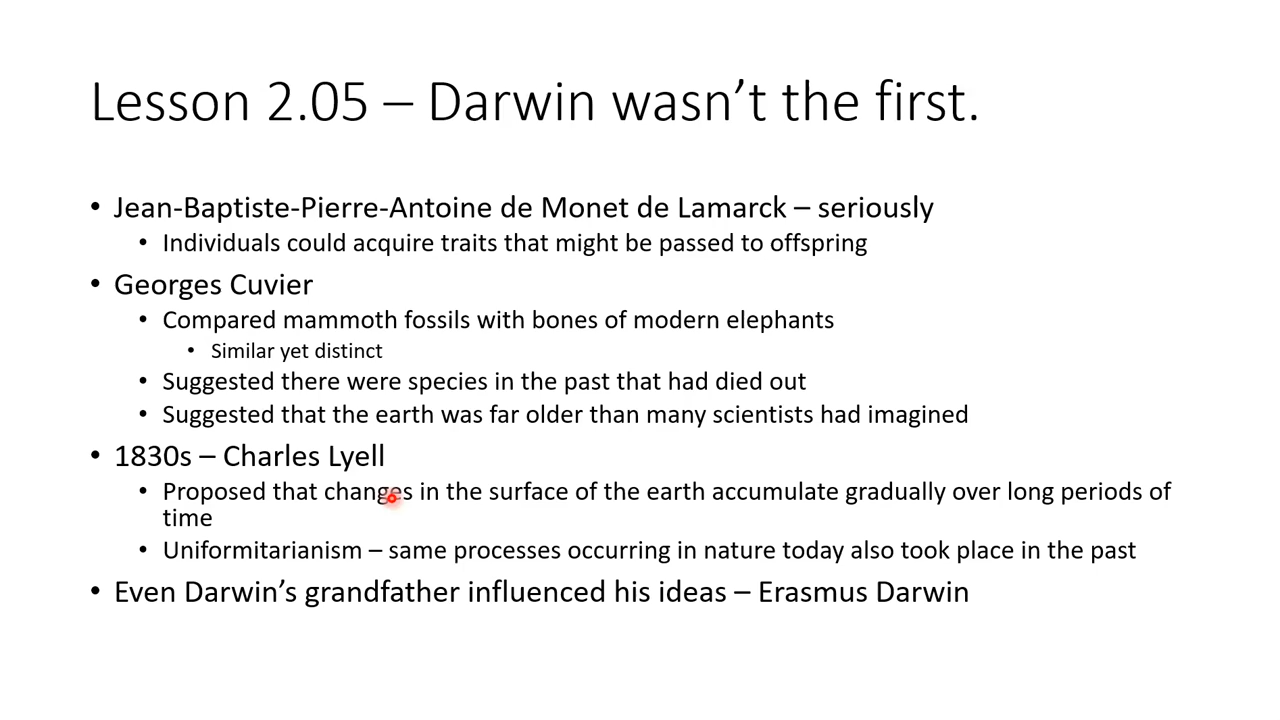 Lesson 2.05 – Darwin wasn’t the first.
• Jean-Baptiste-Pierre-Antoine de Monet de Lamarck – seriously
• Individuals could acquire traits that might be passed to offspring
• Georges Cuvier
• Compared mammoth fossils with bones of modern elephants
• Similar yet distinct
• Suggested there were species in the past that had died out
• Suggested that the earth was far older than many scientists had imagined
• 1830s – Charles Lyell
• Proposed that changes in the surface of the earth accumulate gradually over long periods of
time
• Uniformitarianism – same processes occurring in nature today also took place in the past
• Even Darwin’s grandfather influenced his ideas – Erasmus Darwin